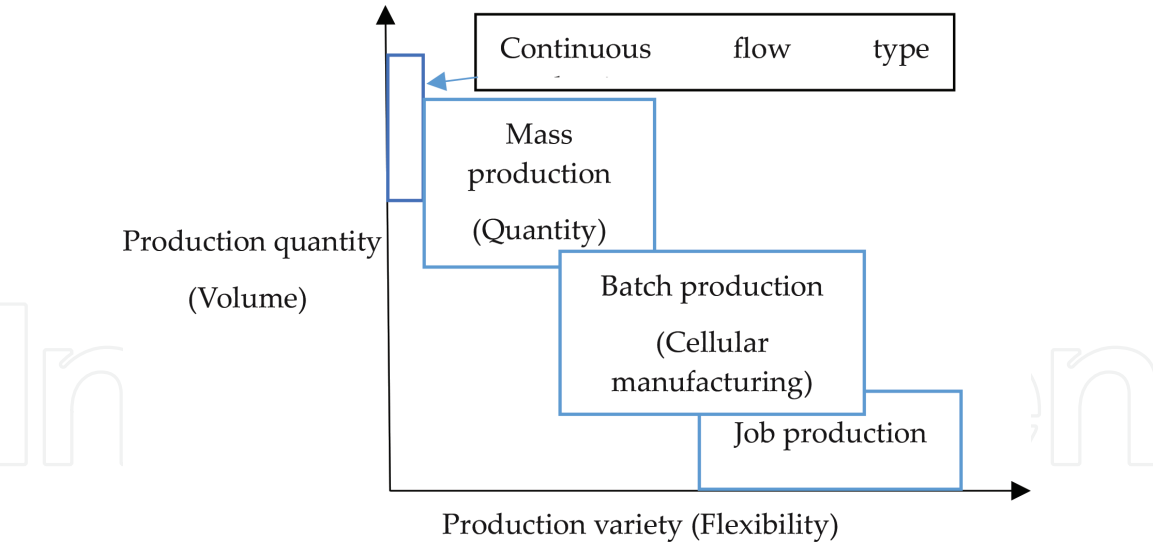 Continuous flow type
Mass
production
(Quantity)
Production quantity
(Volume)
Batch production
(Cellular
manufacturing)
Job production
Production variety (Flexibility)